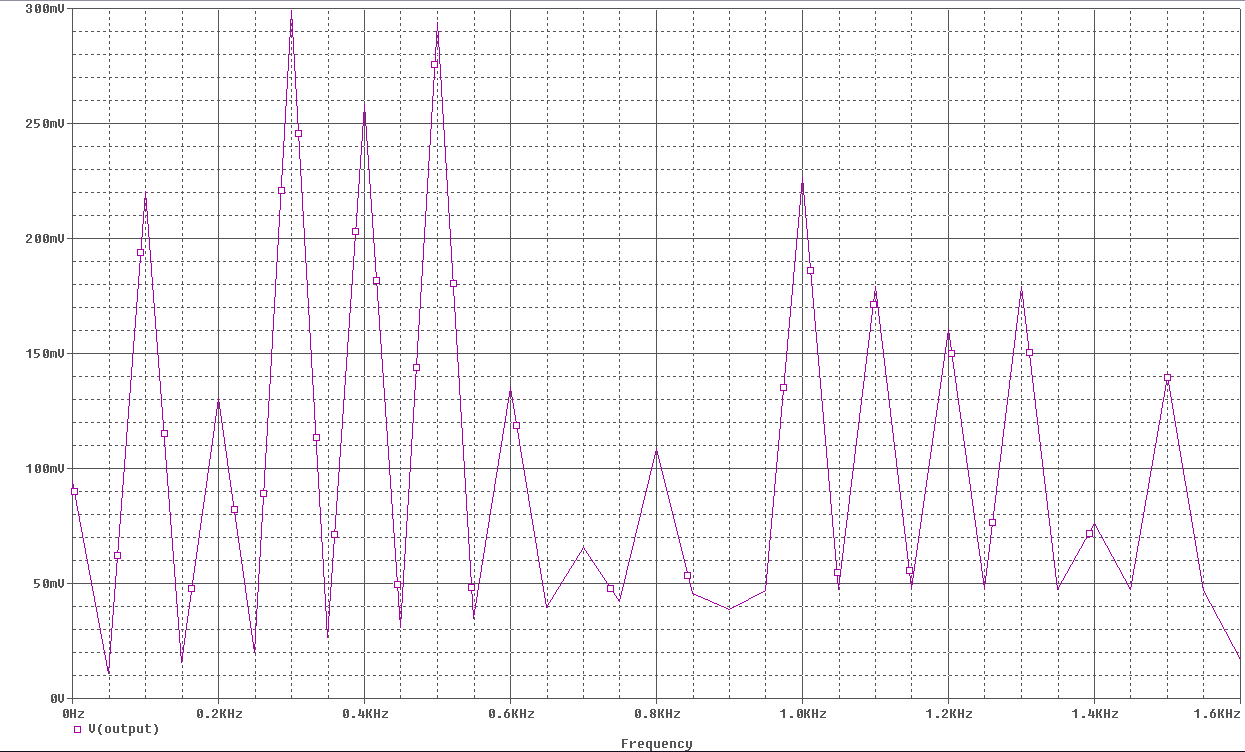 300mV
250mV
200mV
150mV
100mV
50mV
0V
0Hz 0.2KHz 0.4KHz 0.6KHz 0.8KHz 1.0KHz 1.2KHz 1.4KHz 1.6KHz
V(output)
Frequency